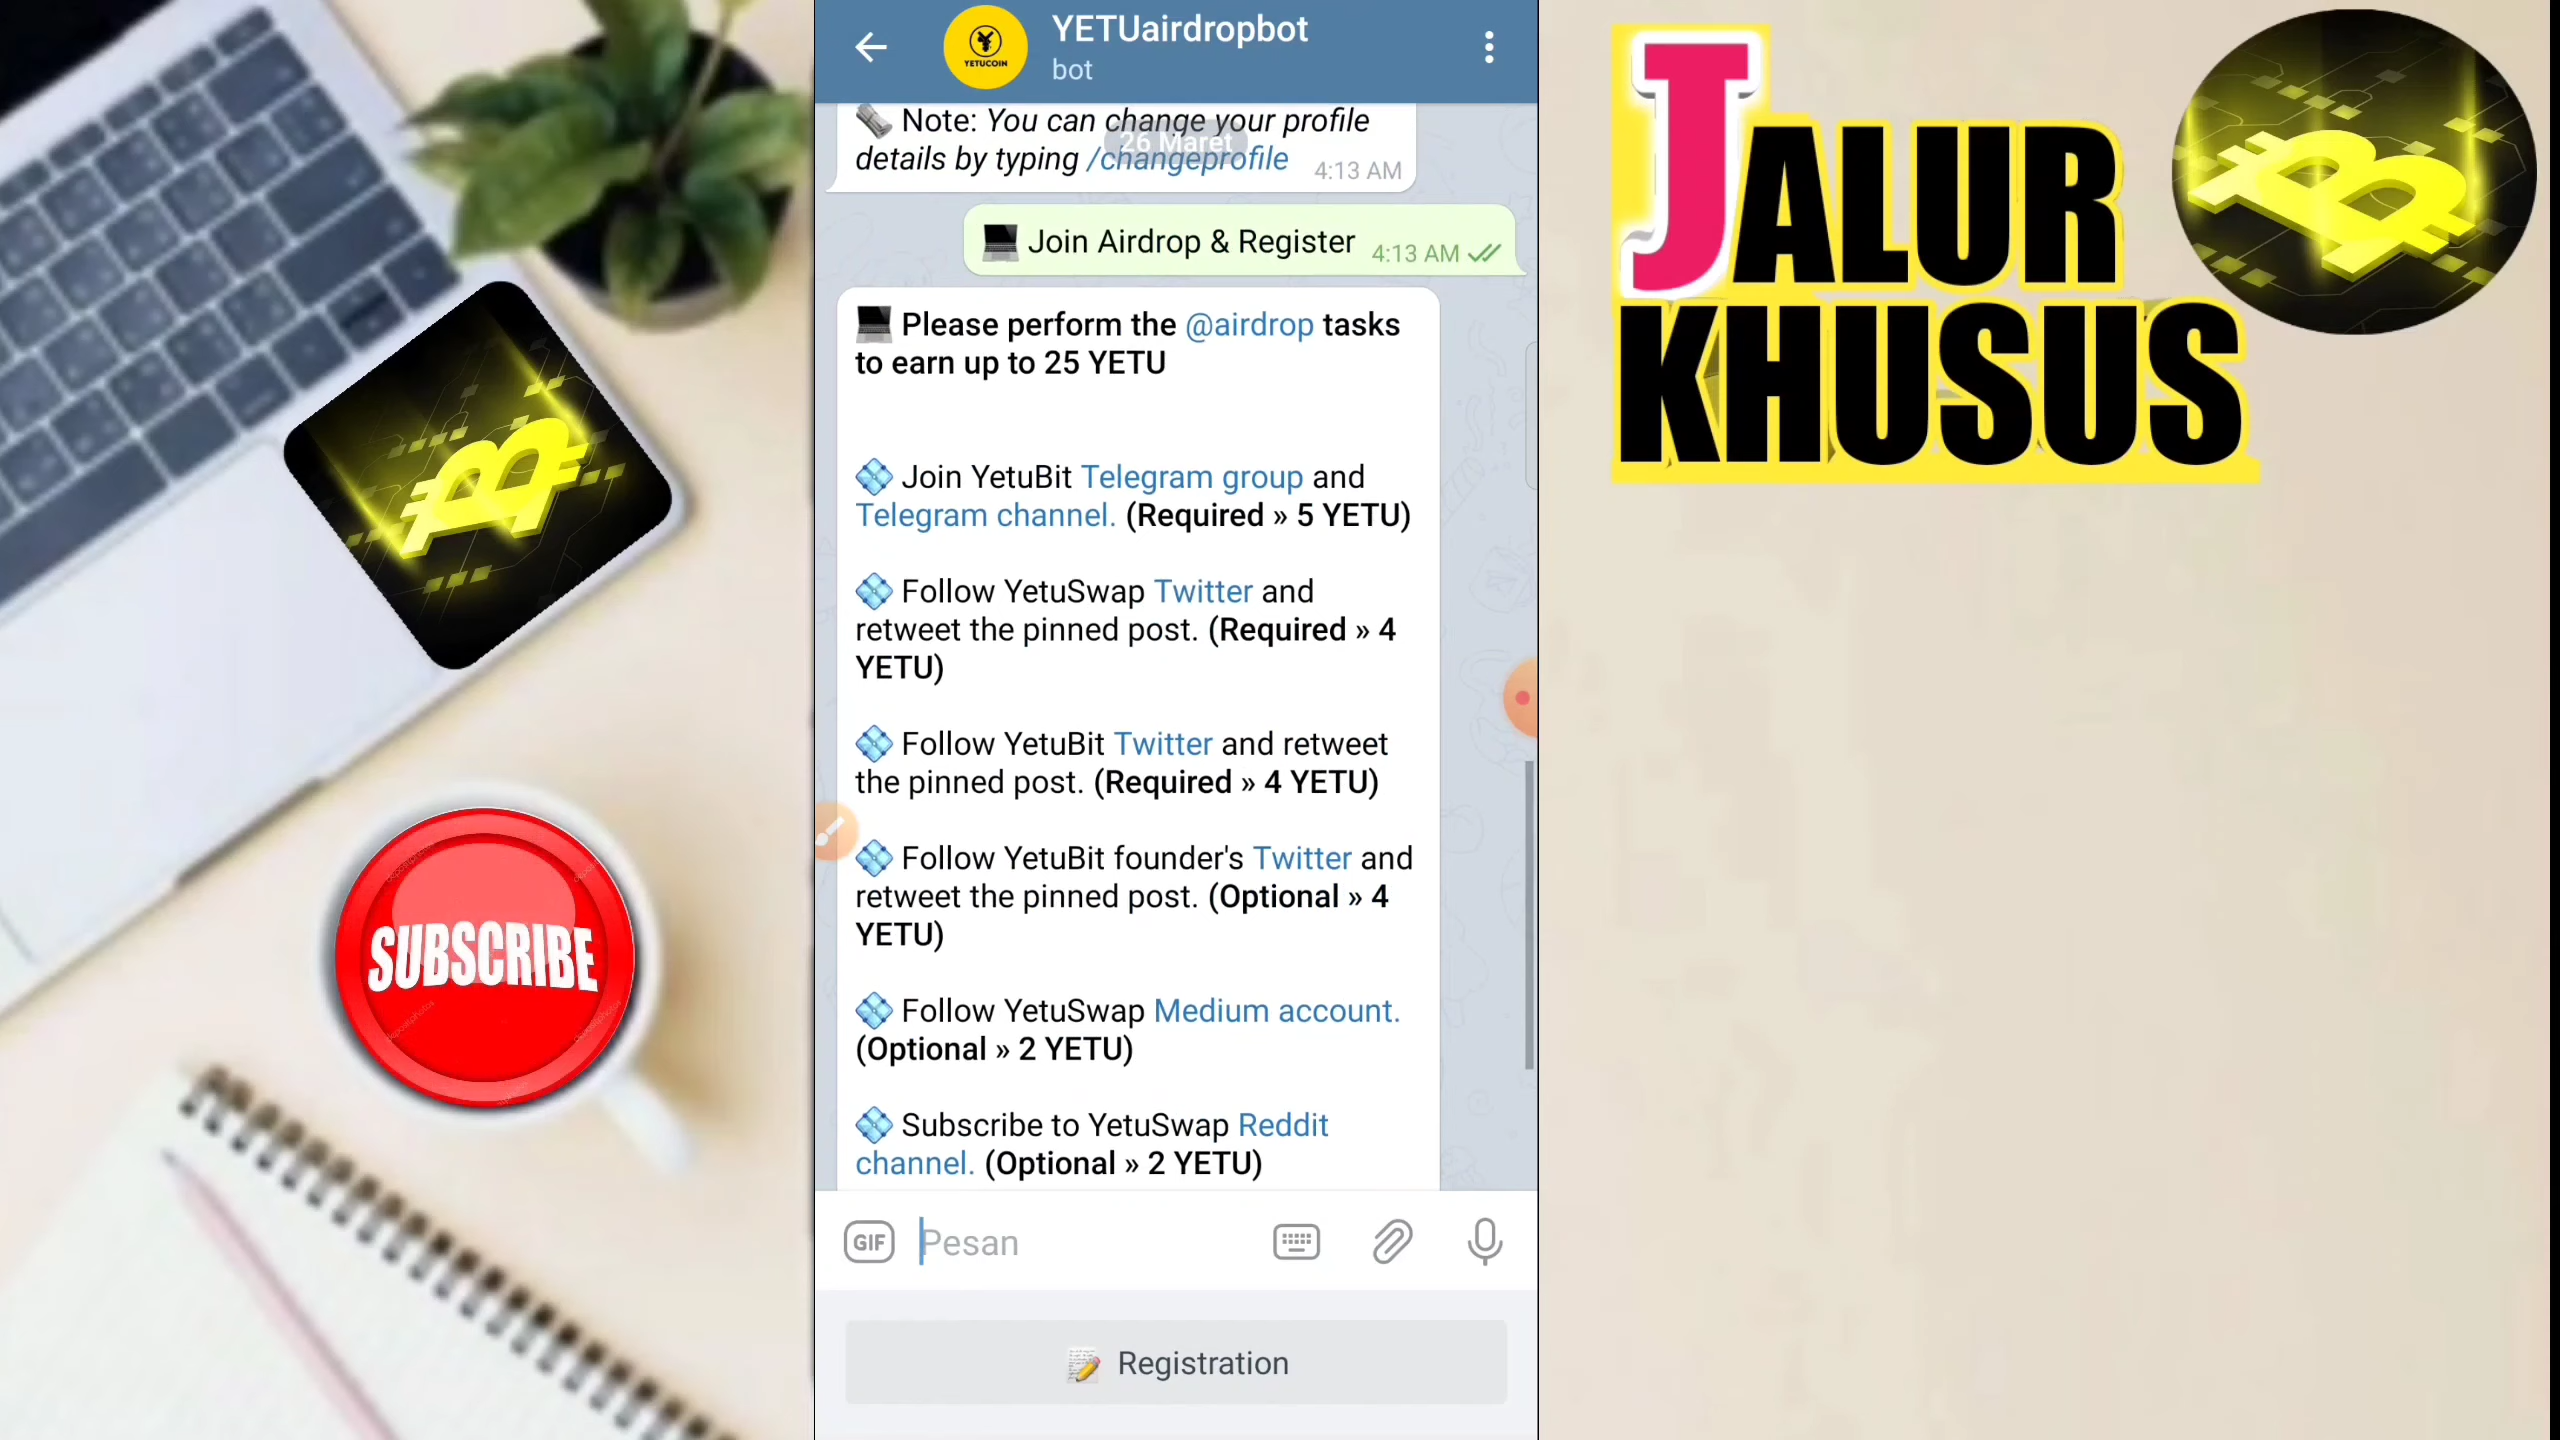 YETUairdropbot
bot
YETUCOIN
Note: You can change your profile
26 Maret
details by typing /changeprofile 4:13 AM
Join Airdrop & Register 4:13 AM
Please perform the @airdrop tasks
to earn up to 25 YETU
Join YetuBit Telegram group and
Telegram channel. (Required » 5 YETU)
Follow YetuSwap Twitter and
retweet the pinned post. (Required » 4
YETU)
Follow YetuBit Twitter and retweet
the pinned post. (Required » 4 YETU)
Follow YetuBit founder's Twitter and
retweet the pinned post. (Optional » 4
YETU)
Follow YetuSwap Medium account.
(Optional » 2 YETU)
Subscribe to YetuSwap Reddit
channel. (Optional » 2 YETU)
GIF Pesan
Registration
SUBSCRIBE
JALUR
KHUSUS